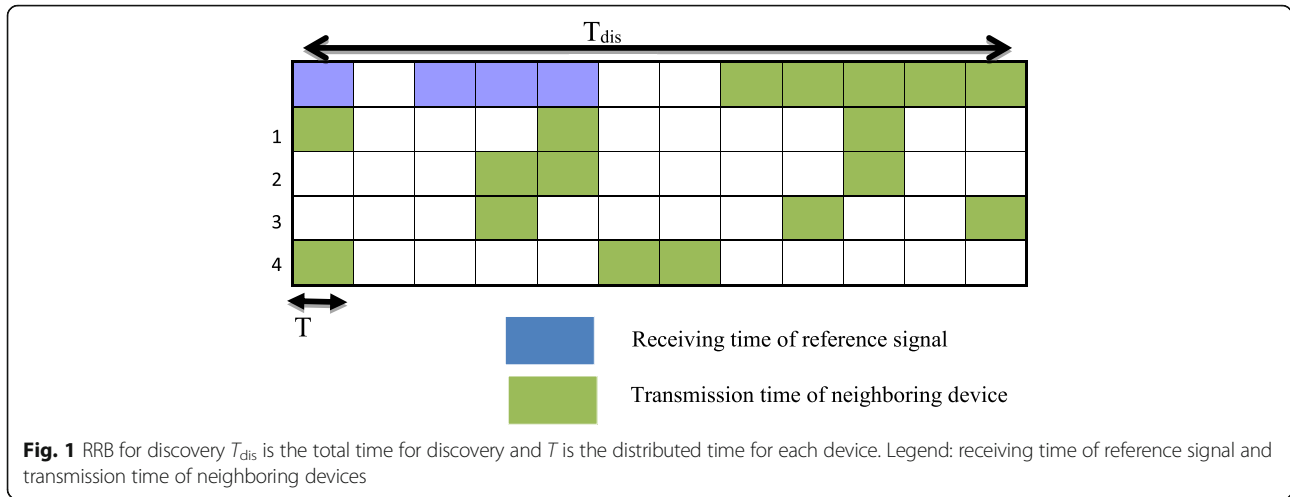 Tdis
1
2
3
4
T
Receiving time of reference signal
Transmission time of neighboring device
Fig. 1 RRB for discovery Tdis is the total time for discovery and T is the distributed time for each device. Legend: receiving time of reference signal and
transmission time of neighboring devices